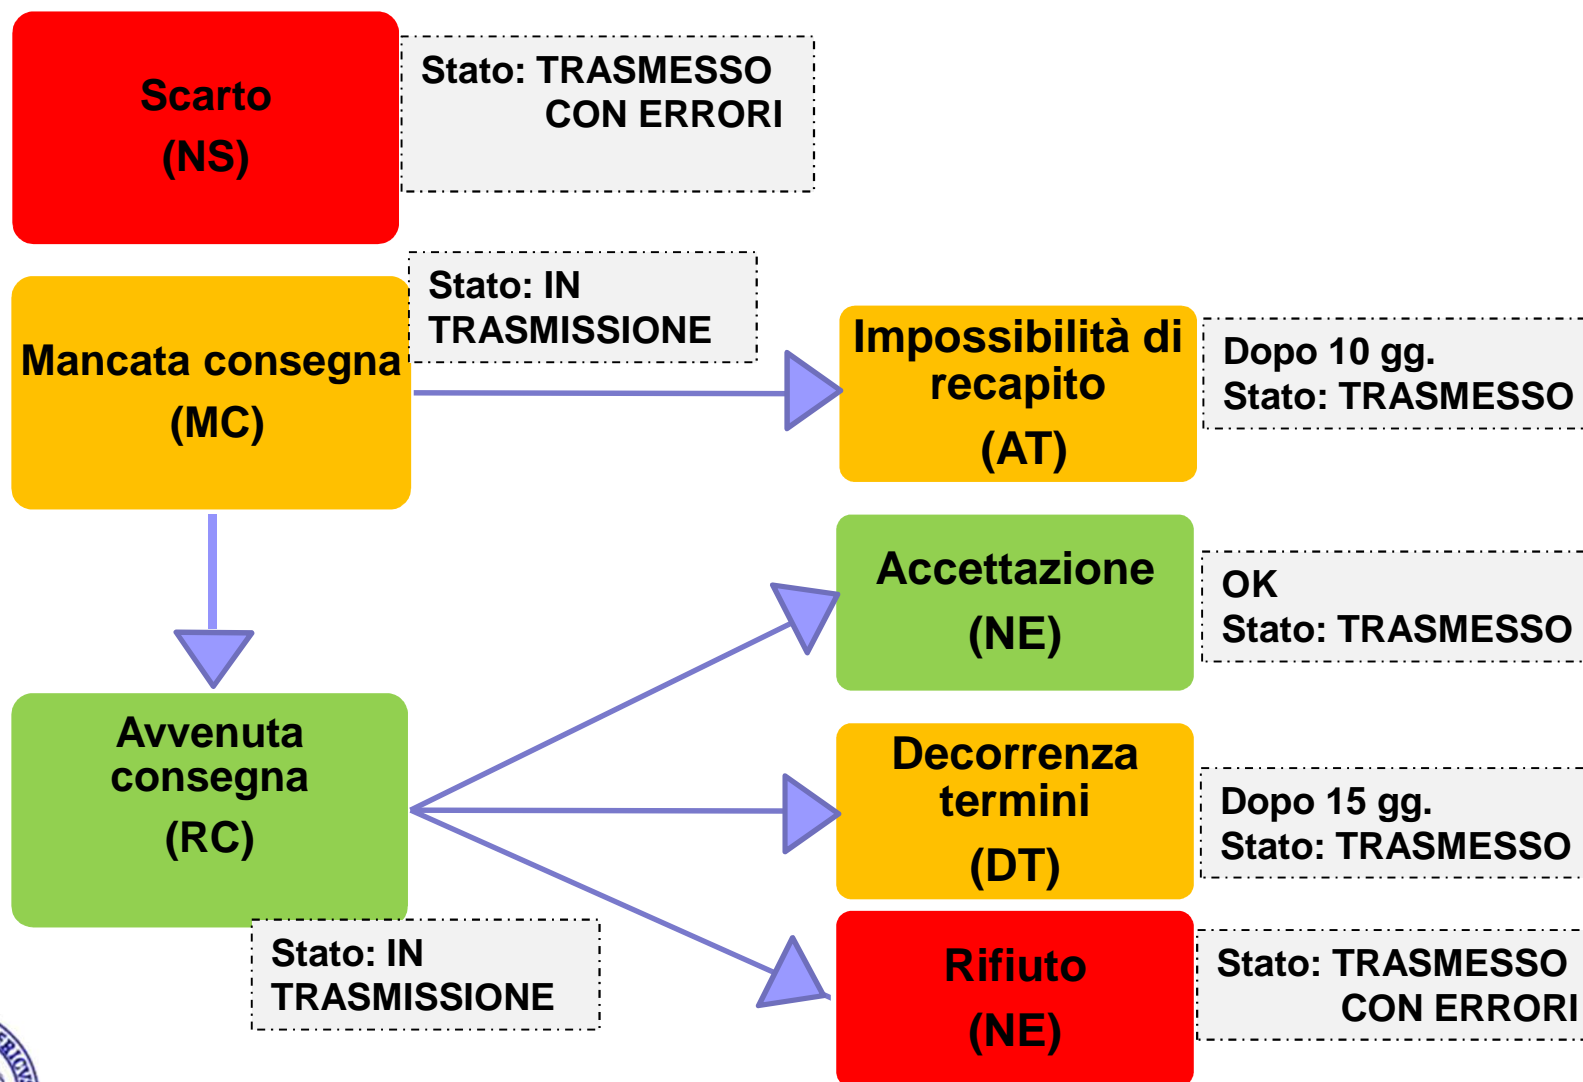 Scarto
(NS)
Stato: TRASMESSO
CON ERRORI
Mancata consegna
(MC)
Stato: IN
TRASMISSIONE
Impossibilità di
recapito
(AT)
Dopo 10 gg.
Stato: TRASMESSO
Accettazione
(NE)
OK
Stato: TRASMESSO
Avvenuta
consegna
(RC)
Stato: IN
TRASMISSIONE
Decorrenza
termini
(DT)
Dopo 15 gg.
Stato: TRASMESSO
Rifiuto
(NE)
Stato: TRASMESSO
CON ERRORI